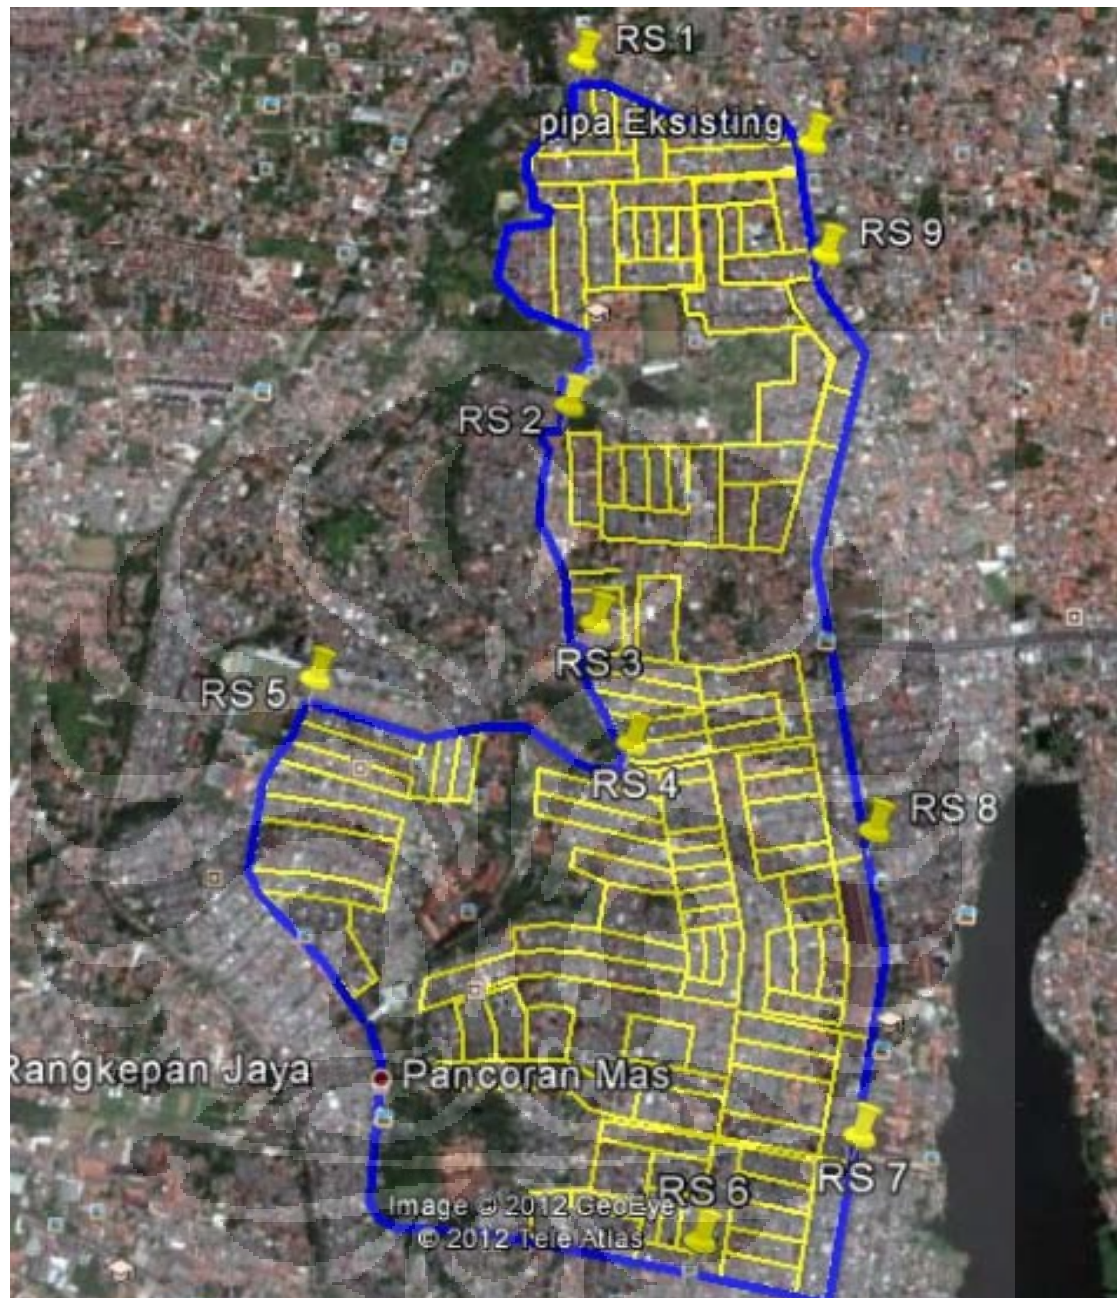 RS 1
pipa Eksisting
RS 9
RS 2
RS 3
RS 5
RS 4
RS 8
Rangkepan Jaya
Pancoran Mas
RS 6
RS 7
Image © 2012 GeoEye
© 2012 Tele Atlas